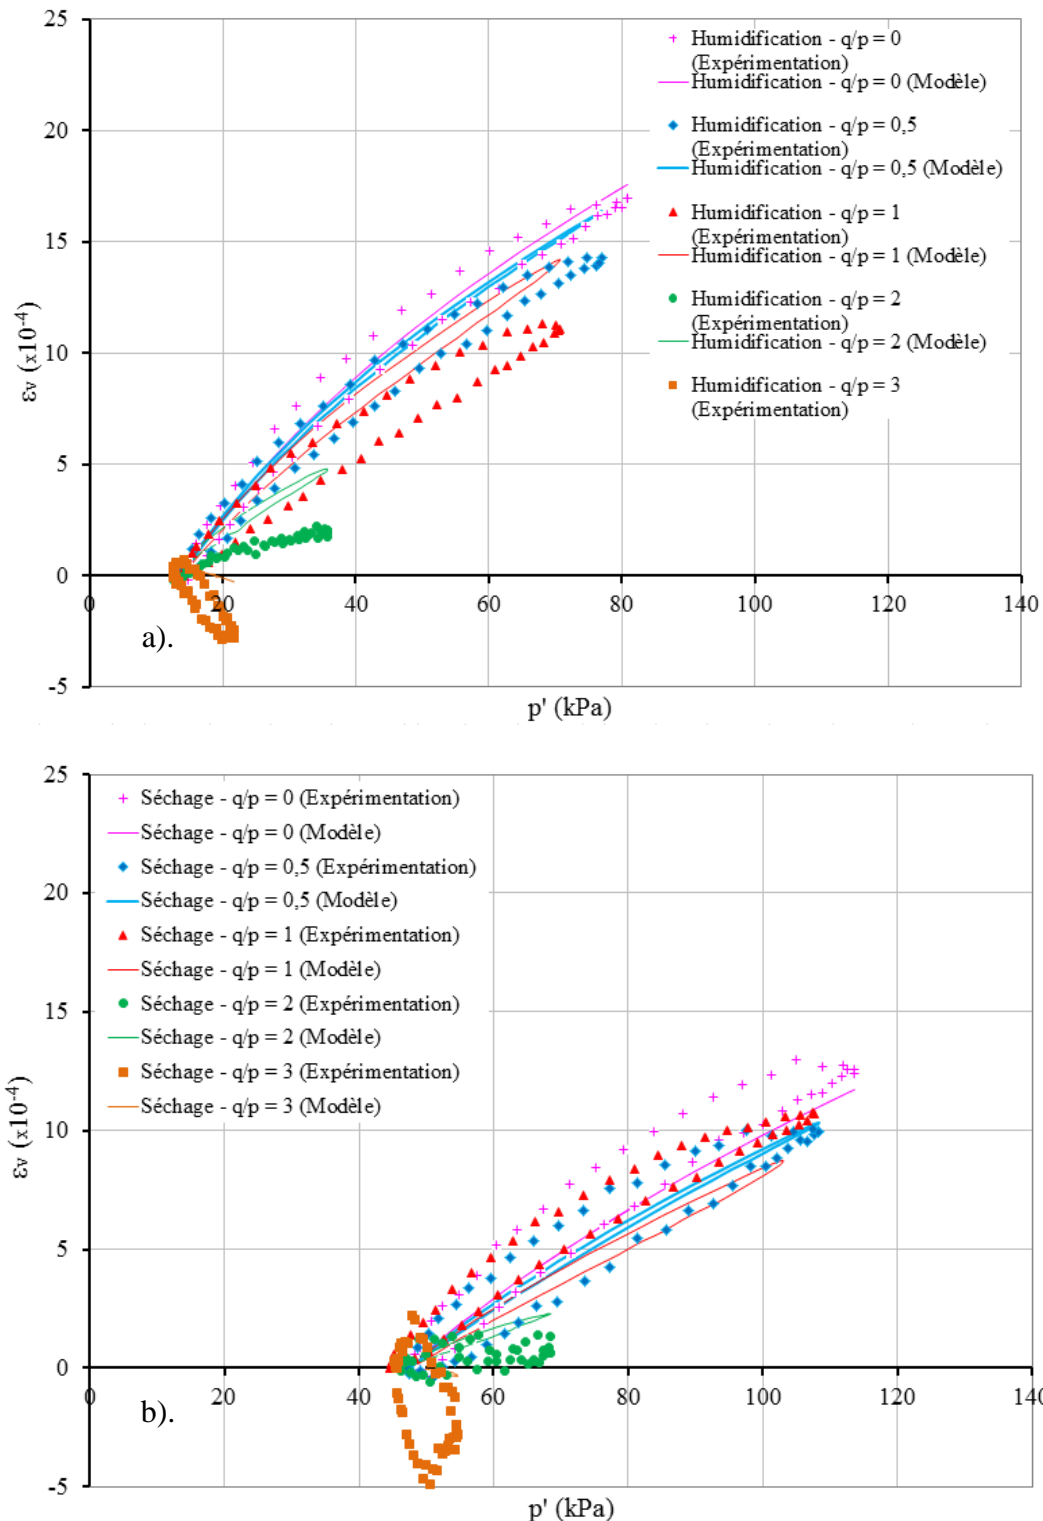 25
20
15
10
5
0
-5
εv (x10-4)
0
20
40
60
80
100
120
140
p' (kPa)
a).
Humidification - q/p = 0
(Expérimentation)
Humidification - q/p = 0 (Modèle)
Humidification - q/p = 0,5
(Expérimentation)
Humidification - q/p = 0,5 (Modèle)
Humidification - q/p = 1
(Expérimentation)
Humidification - q/p = 1 (Modèle)
Humidification - q/p = 2
(Expérimentation)
Humidification - q/p = 2 (Modèle)
Humidification - q/p = 3
(Expérimentation)
25
20
15
10
5
0
-5
εv (x10-4)
Séchage - q/p = 0 (Expérimentation)
Séchage - q/p = 0 (Modèle)
Séchage - q/p = 0,5 (Expérimentation)
Séchage - q/p = 0,5 (Modèle)
Séchage - q/p = 1 (Expérimentation)
Séchage - q/p = 1 (Modèle)
Séchage - q/p = 2 (Expérimentation)
Séchage - q/p = 2 (Modèle)
Séchage - q/p = 3 (Expérimentation)
Séchage - q/p = 3 (Modèle)
0
20
40
60
80
100
120
140
b).
p' (kPa)